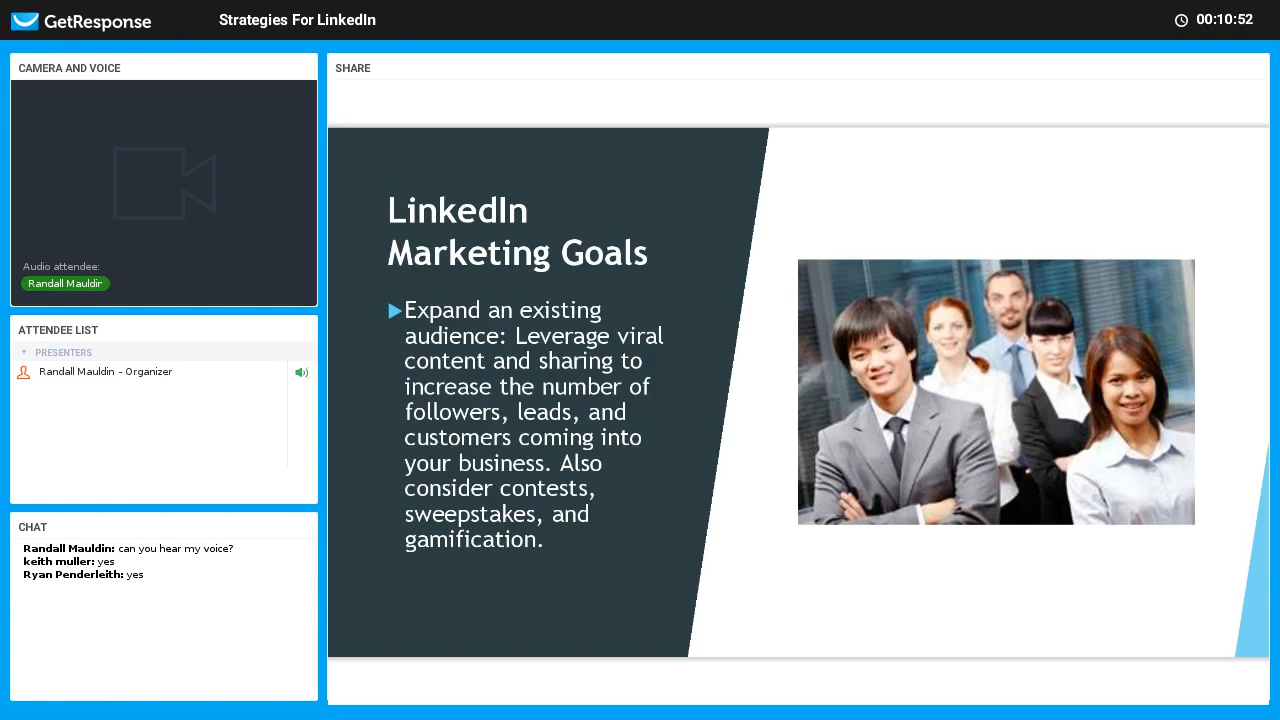 GetResponse
Strategies For LinkedIn
00:10:52
CAMERA AND VOICE
Audio attendee:
Randall Mauldin
ATTENDEE LIST
PRESENTERS
Randall Mauldin - Organizer
CHAT
Randall Mauldin: can you hear my voice?
keith muller: yes
Ryan Penderleith: yes
SHARE
LinkedIn
Marketing Goals
Expand an existing
audience: Leverage viral
content and sharing to
increase the number of
followers, leads, and
customers coming into
your business. Also
consider contests,
sweepstakes, and
gamification.